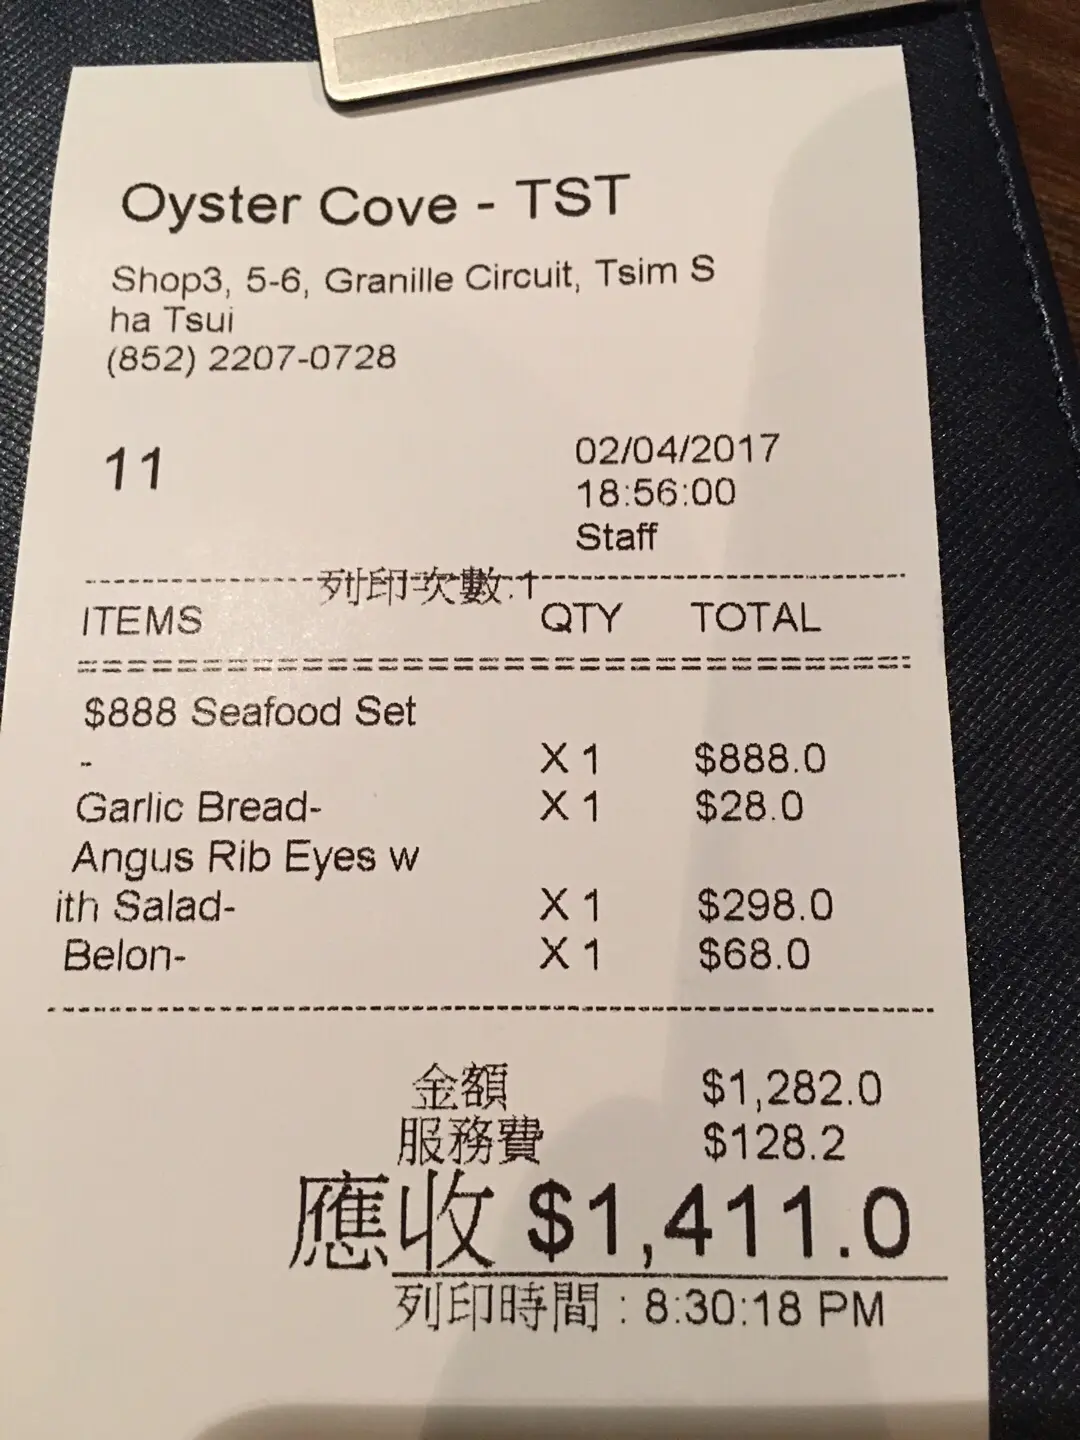 Oyster Cove - TST
Shop3, 5-6, Granille Circuit, Tsim S
ha Tsui
(852) 2207-0728
11
02/04/2017
18:56:00
Staff
列印次數:1
ITEMS QTY TOTAL
$888 Seafood Set
- X 1 $888.0
Garlic Bread- X 1 $28.0
Angus Rib Eyes w
ith Salad- X 1 $298.0
Belon- X 1 $68.0
金額 $1,282.0
服務費 $128.2
應收 $1,411.0
列印時間 : 8:30:18 PM